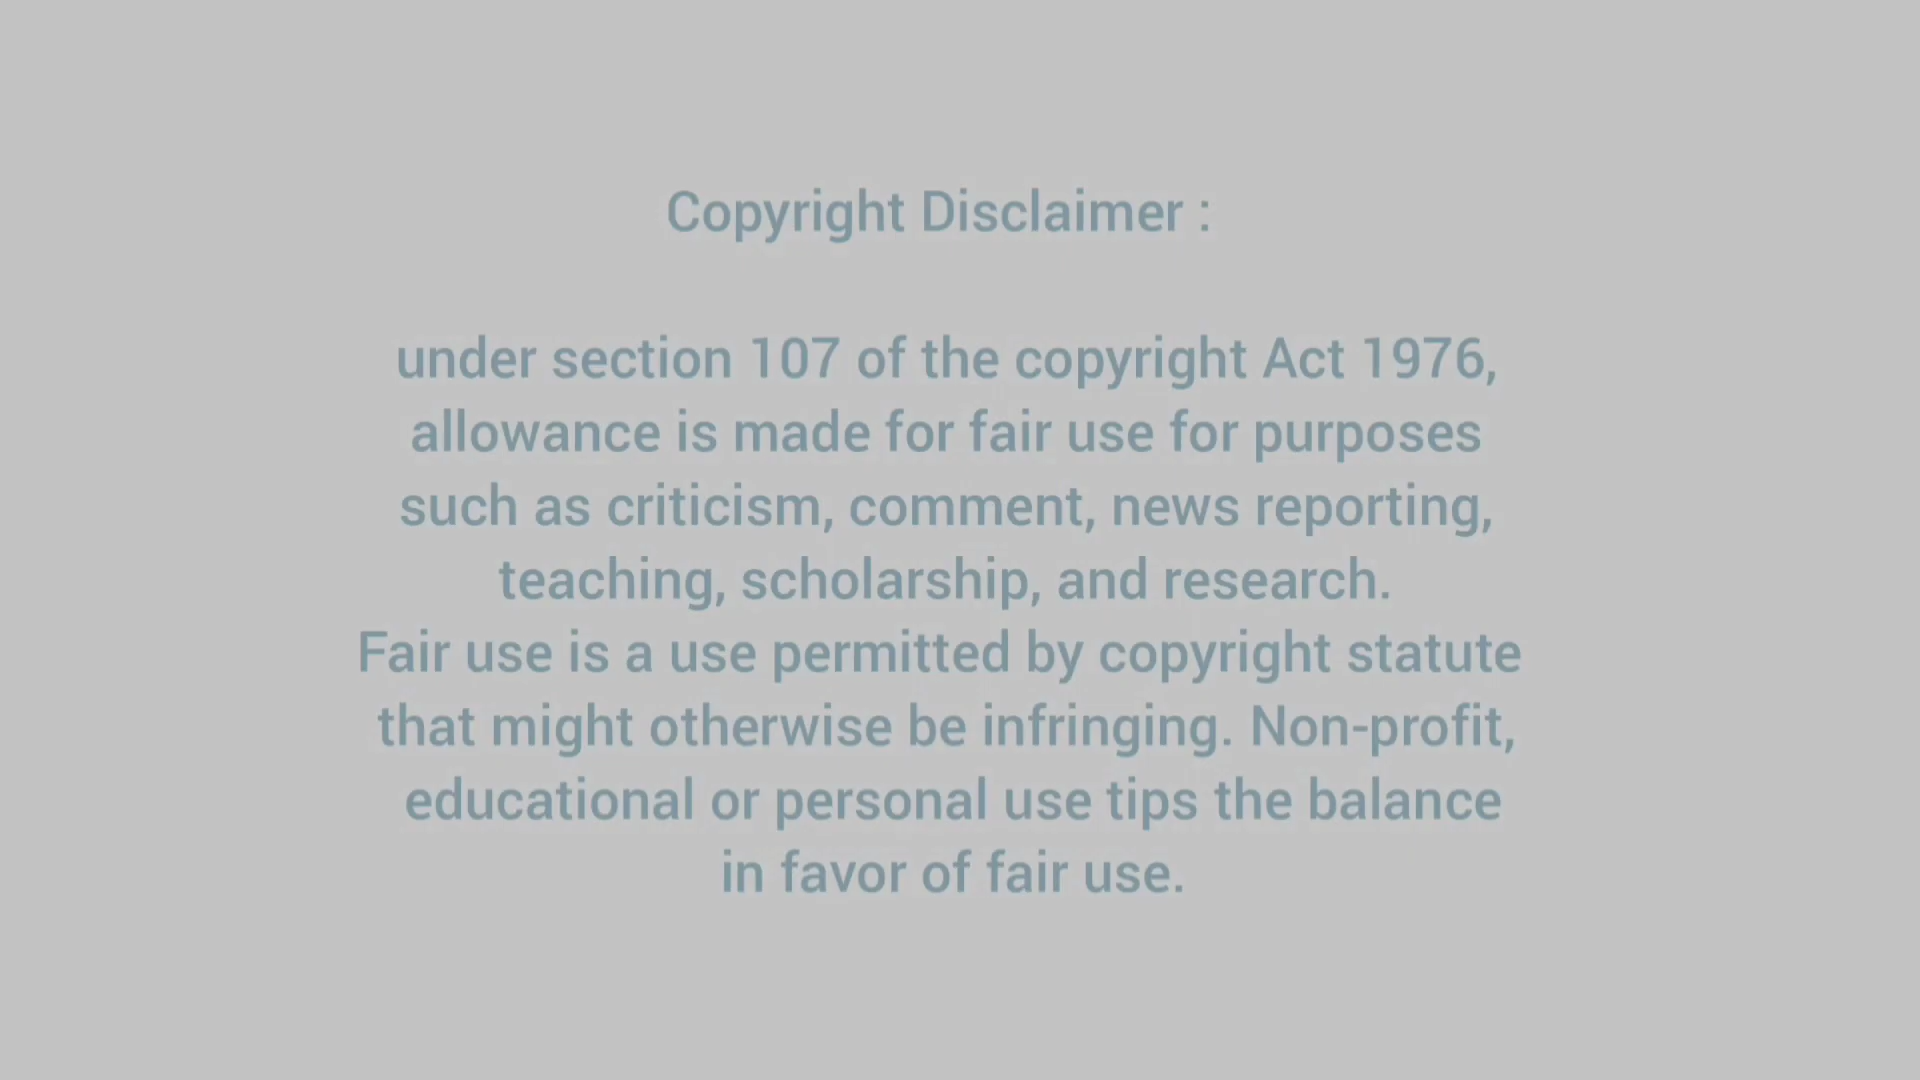 Copyright Disclaimer :
under section 107 of the copyright Act 1976,
allowance is made for fair use for purposes
such as criticism, comment, news reporting,
teaching, scholarship, and research.
Fair use is a use permitted by copyright statute
that might otherwise be infringing. Non-profit,
educational or personal use tips the balance
in favor of fair use.